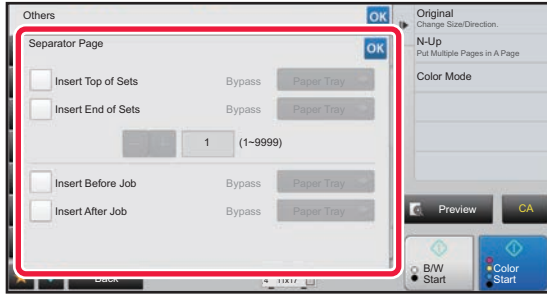 Others
OK
Separator Page
OK
Insert Top of Sets
Bypass
Paper Tray
Insert End of Sets
Bypass
Paper Tray
1
(1~9999)
Insert Before Job
Bypass
Paper Tray
Insert After Job
Bypass
Paper Tray
Back
4 11x17
Original
Change Size/Direction.
N-Up
Put Multiple Pages in A Page
Color Mode
Preview
CA
B/W
Start
Color
Start